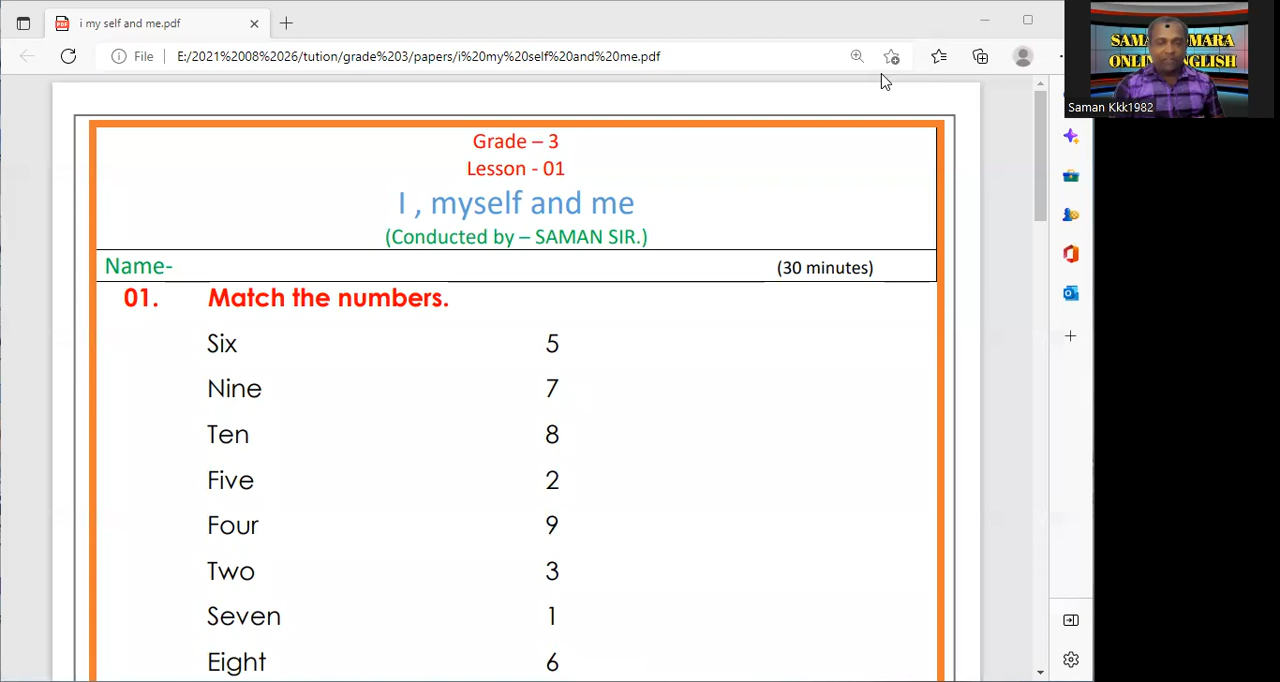 i my self and me.pdf
File
E:/2021%2008%2026/tution/grade%203/papers/i%20my%20self%20and%20me.pdf
Saman Kkk1982
Grade – 3
Lesson - 01
I , myself and me
(Conducted by – SAMAN SIR.)
Name-
(30 minutes)
01. Match the numbers.
Six 5
Nine 7
Ten 8
Five 2
Four 9
Two 3
Seven 1
Eight 6